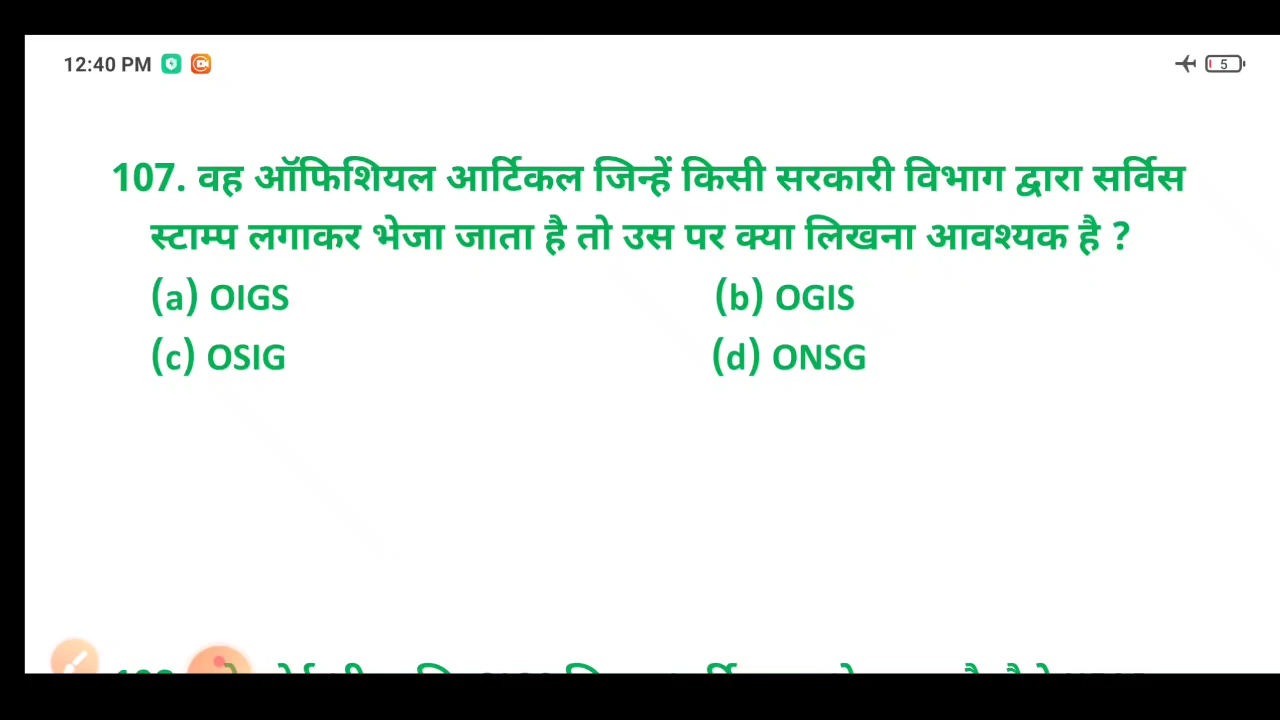 12:40 PM
5
107. वह ऑफिशियल आर्टिकल जिन्हें किसी सरकारी विभाग द्वारा सर्विस
स्टाम्प लगाकर भेजा जाता है तो उस पर क्या लिखना आवश्यक है ?
(a) OIGS (b) OGIS
(c) OSIG (d) ONSG